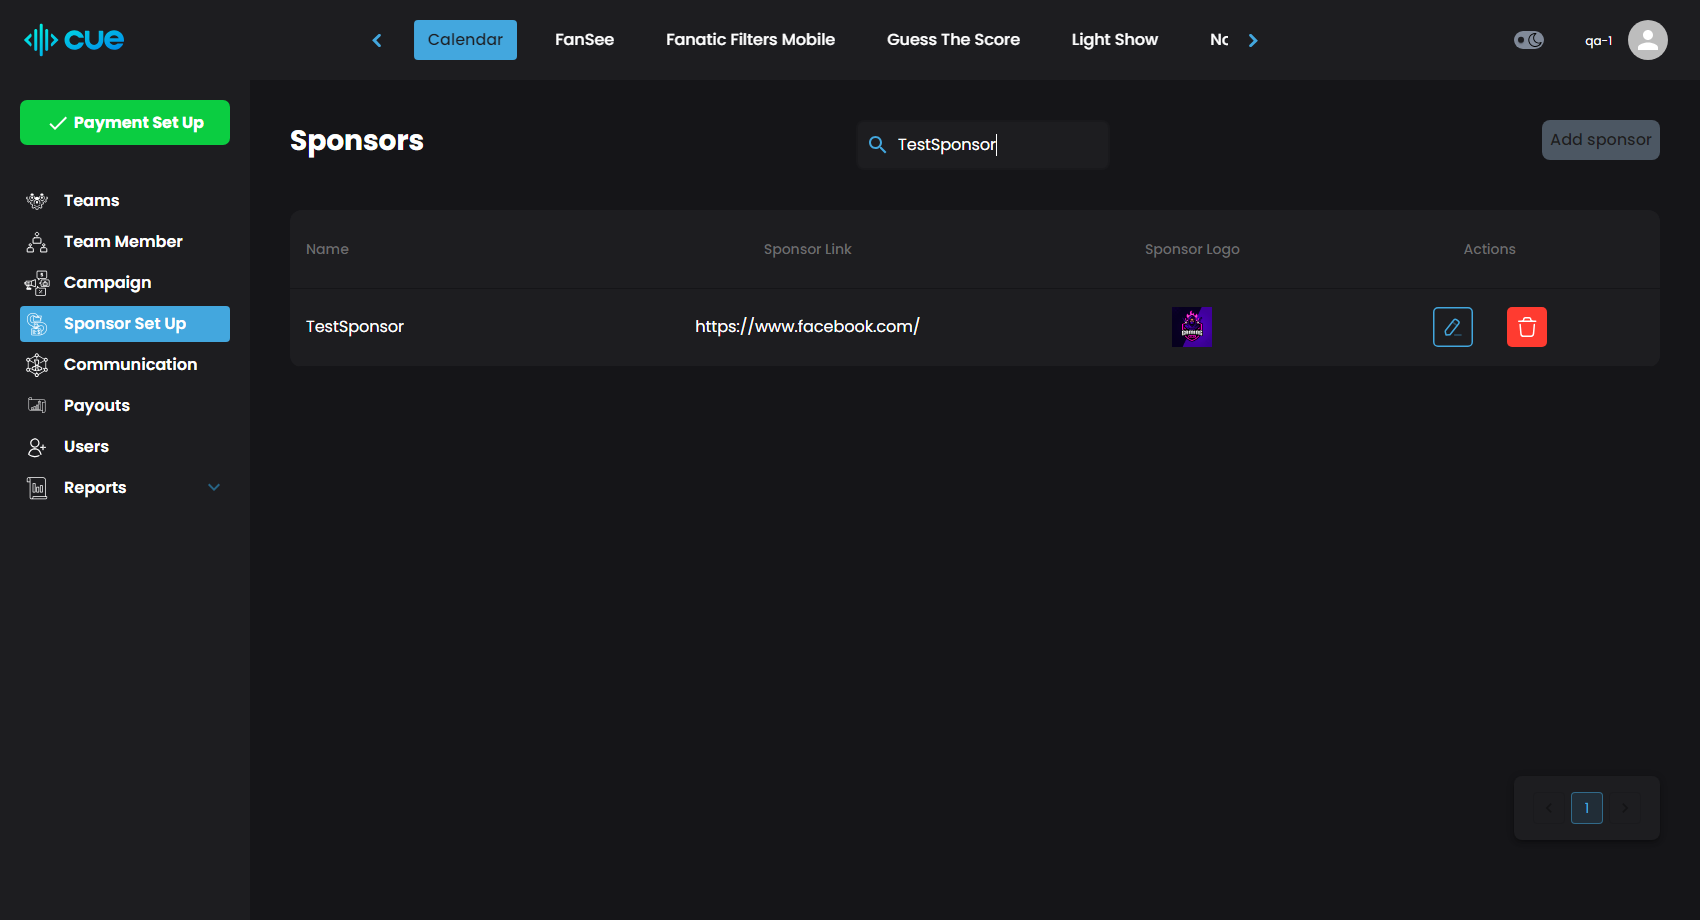 cue
Calendar
FanSee
Fanatic Filters Mobile
Guess The Score
Light Show
qa-1
Payment Set Up
Teams
Team Member
Campaign
Sponsor Set Up
Communication
Payouts
Users
Reports
Sponsors
TestSponsor
Add sponsor
Name
Sponsor Link
Sponsor Logo
Actions
TestSponsor
https://www.facebook.com/
GAMING
1